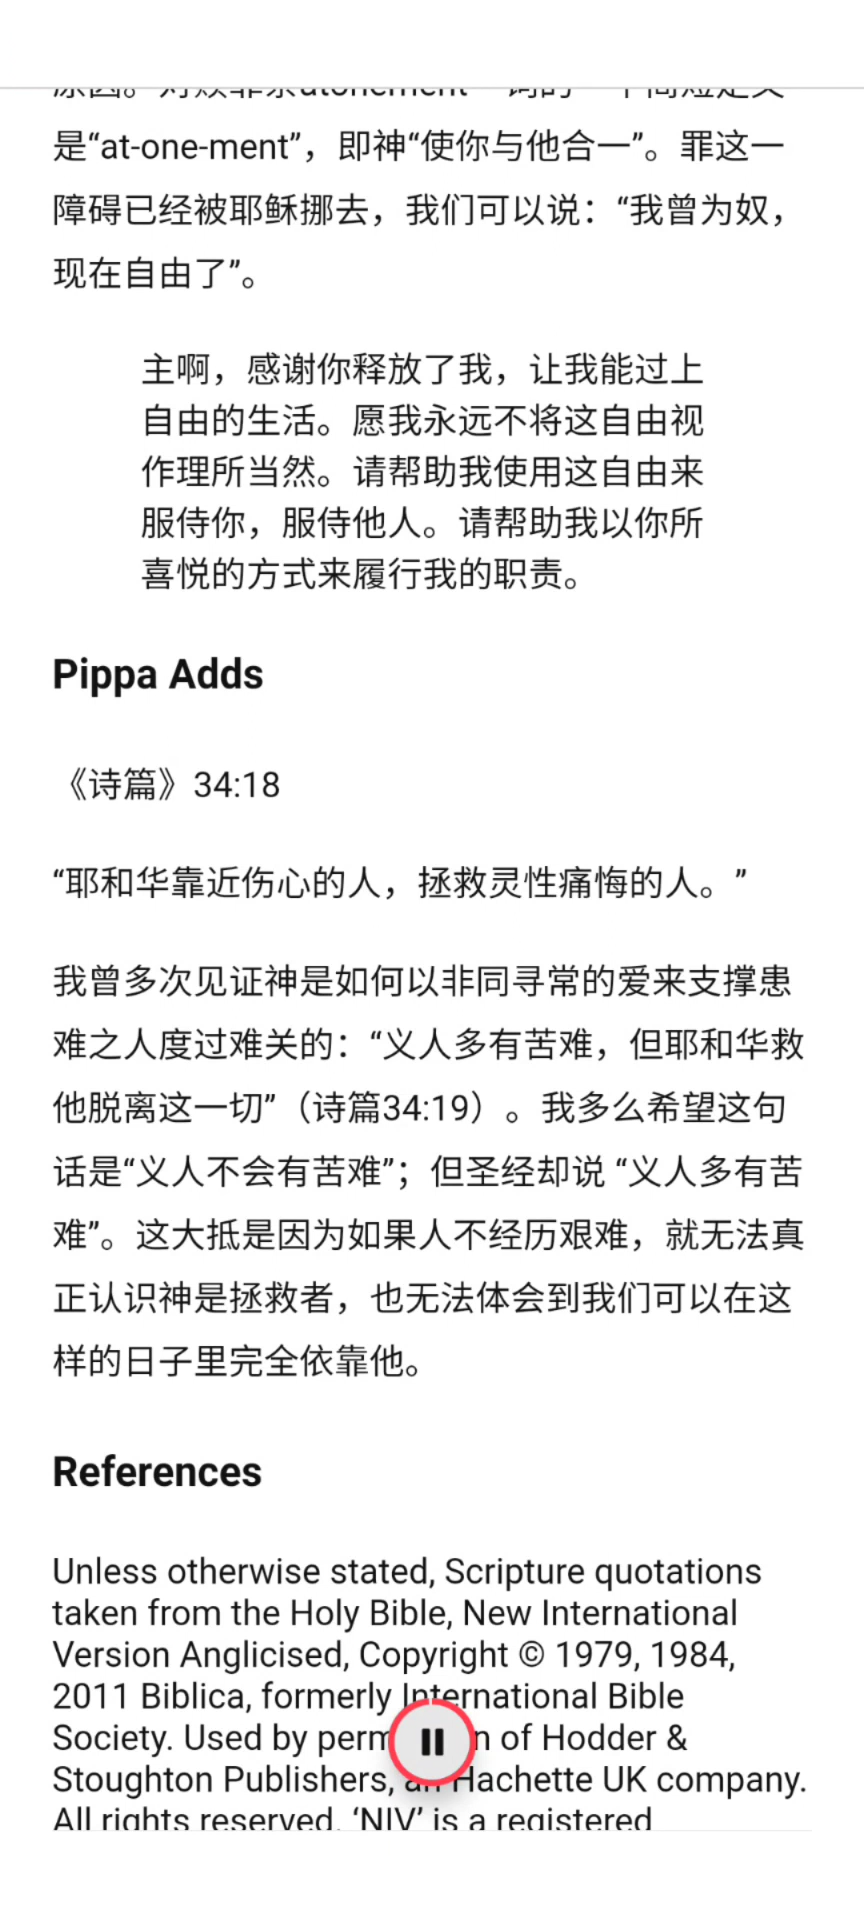 是“at-one-ment”，即神“使你与他合一”。罪这一
障碍已经被耶稣挪去，我们可以说：“我曾为奴，
现在自由了”。
主啊，感谢你释放了我，让我能过上
自由的生活。愿我永远不将这自由视
作理所当然。请帮助我使用这自由来
服侍你，服侍他人。请帮助我以你所
喜悦的方式来履行我的职责。
Pippa Adds
《诗篇》34:18
“耶和华靠近伤心的人，拯救灵性痛悔的人。”
我曾多次见证神是如何以非同寻常的爱来支撑患
难之人度过难关的：“义人多有苦难，但耶和华救
他脱离这一切”（诗篇34:19）。我多么希望这句
话是“义人不会有苦难”；但圣经却说 “义人多有苦
难”。这大抵是因为如果人不经历艰难，就无法真
正认识神是拯救者，也无法体会到我们可以在这
样的日子里完全依靠他。
References
Unless otherwise stated, Scripture quotations
taken from the Holy Bible, New International
Version Anglicised, Copyright © 1979, 1984,
2011 Biblica, formerly International Bible
Society. Used by of Hodder &
Stoughton Publishers, an Hachette UK company.
All rights reserved. ‘NIV’ is a registered